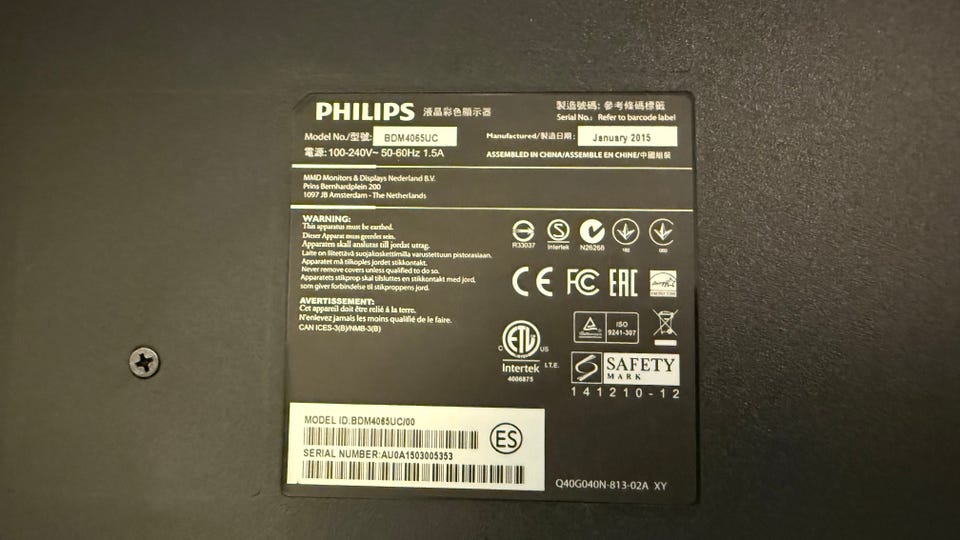 PHILIPS 液晶彩色顯示器
製造號碼: 參考條碼標籤
Serial No.: Refer to barcode label
Model No./型號: BDM4065UC
Manufactured/製造日期: January 2015
電源: 100-240V~ 50-60Hz 1.5A
ASSEMBLED IN CHINA/ASSEMBLE EN CHINE/中國組裝
MMD Monitors & Displays Nederland B.V.
Prins Bernhardplein 200
1097 JB Amsterdam - The Netherlands
WARNING:
This apparatus must be earthed.
Dieser Apparat muss geerdet sein.
Apparaten skall anslutas till jordat uttag.
Laite on liitettävä suojakoskettimilla varustettuun pistorasiaan.
Apparatet må tilkoples jordet stikkontakt.
Never remove covers unless qualified to do so.
Apparatets stikprop skal tilsluttes en stikkontakt med jord,
som giver forbindelse til stikproppens jord.
AVERTISSEMENT:
Cet appareil doit être relié à la terre.
N'enlevez jamais les moins qualifié de le faire.
CAN ICES-3(B)/NMB-3(B)
R33037
Intertek
N2626
CE FC EAC
ENERGY STAR
C ETL US
Intertek I.T.E.
4006875
ISO
9241-307
S SAFETY
MARK
141210-12
MODEL ID:BDM4065UC/00
SERIAL NUMBER:AU0A1503005353
ES
Q40G040N-813-02A XY